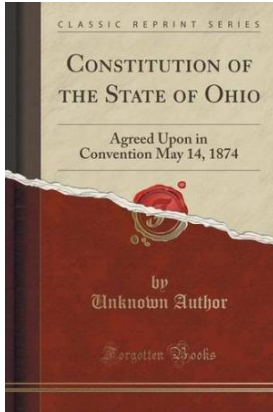 CLASSIC REPRINT SERIES
CONSTITUTION OF
THE STATE OF OHIO
Agreed Upon in
Convention May 14, 1874
by
Unknown Author
Forgotten Books